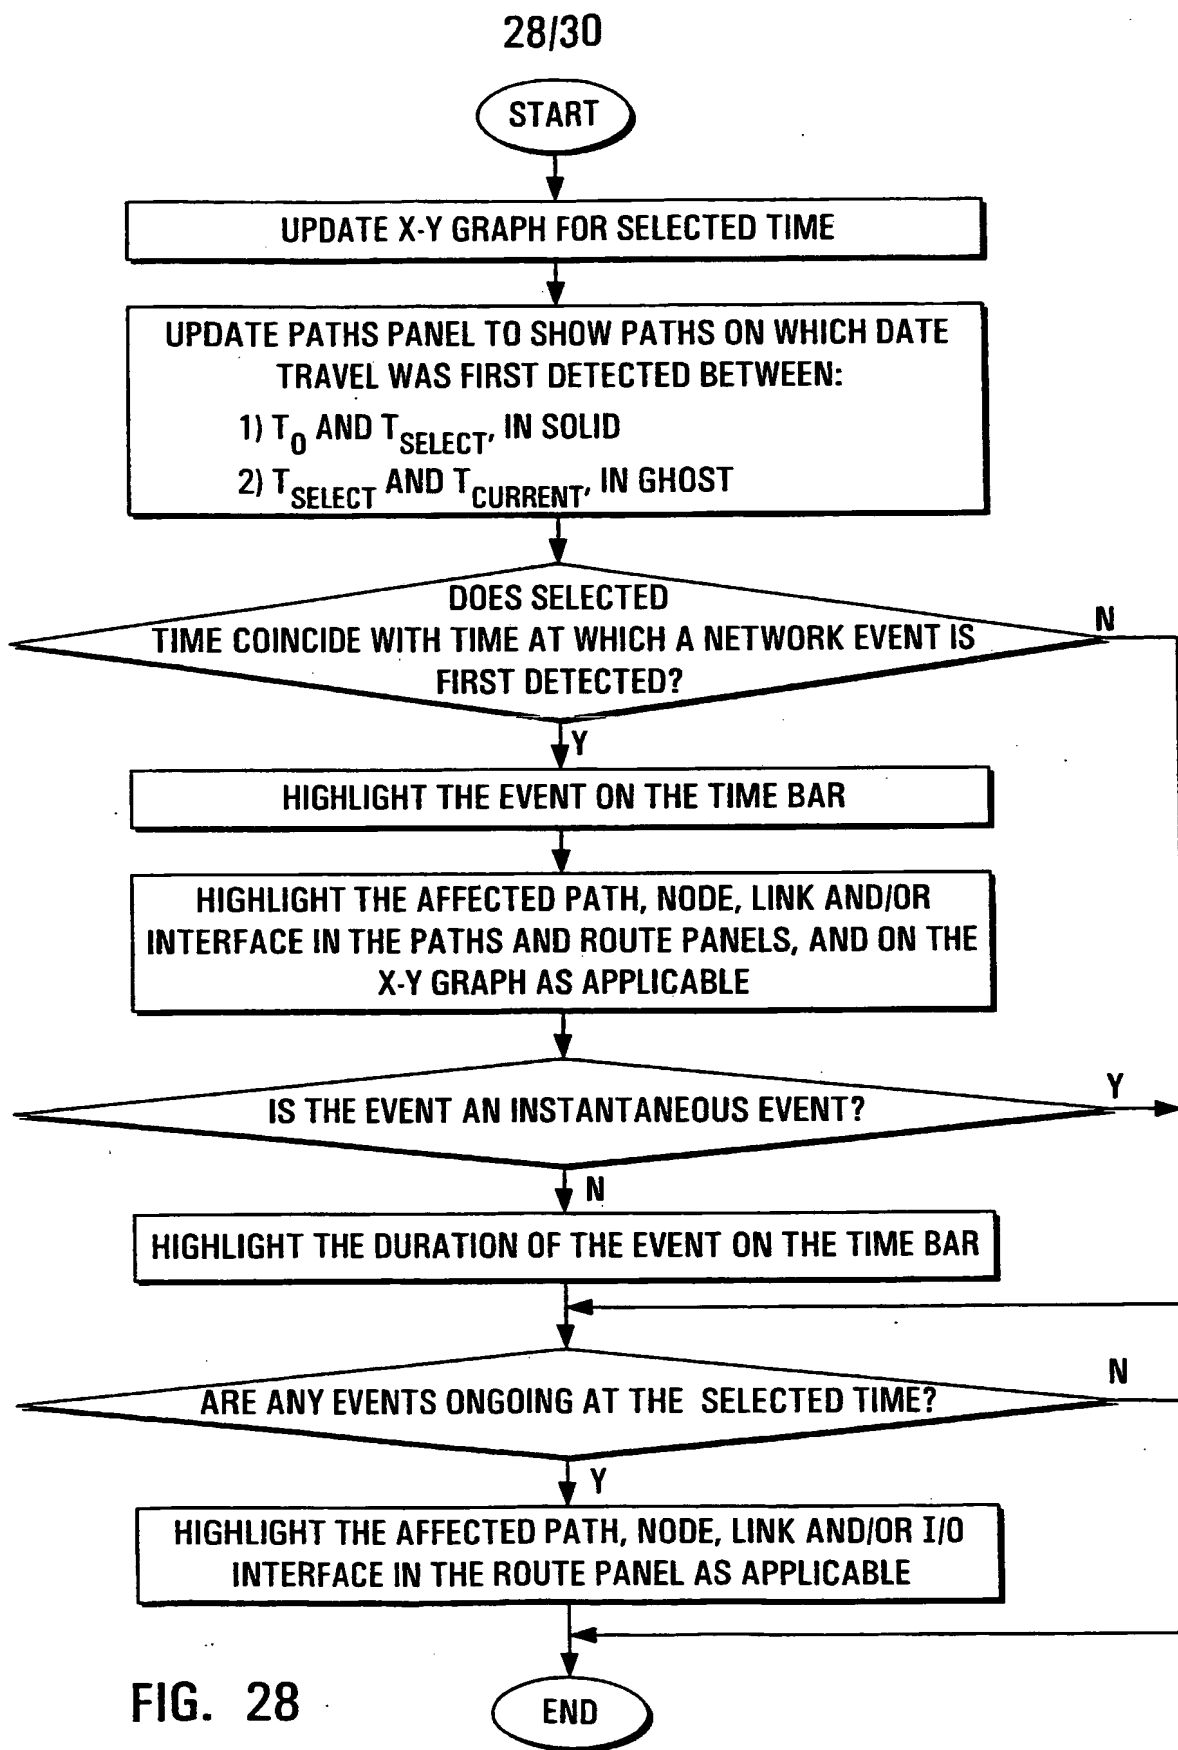 28/30
START
UPDATE X-Y GRAPH FOR SELECTED TIME
UPDATE PATHS PANEL TO SHOW PATHS ON WHICH DATE
TRAVEL WAS FIRST DETECTED BETWEEN:
1) T0 AND TSELECT, IN SOLID
2) TSELECT AND TCURRENT, IN GHOST
DOES SELECTED
TIME COINCIDE WITH TIME AT WHICH A NETWORK EVENT IS
FIRST DETECTED?
N
Y
HIGHLIGHT THE EVENT ON THE TIME BAR
HIGHLIGHT THE AFFECTED PATH, NODE, LINK AND/OR
INTERFACE IN THE PATHS AND ROUTE PANELS, AND ON THE
X-Y GRAPH AS APPLICABLE
IS THE EVENT AN INSTANTANEOUS EVENT?
Y
N
HIGHLIGHT THE DURATION OF THE EVENT ON THE TIME BAR
ARE ANY EVENTS ONGOING AT THE SELECTED TIME?
N
Y
HIGHLIGHT THE AFFECTED PATH, NODE, LINK AND/OR I/O
INTERFACE IN THE ROUTE PANEL AS APPLICABLE
END
FIG. 28